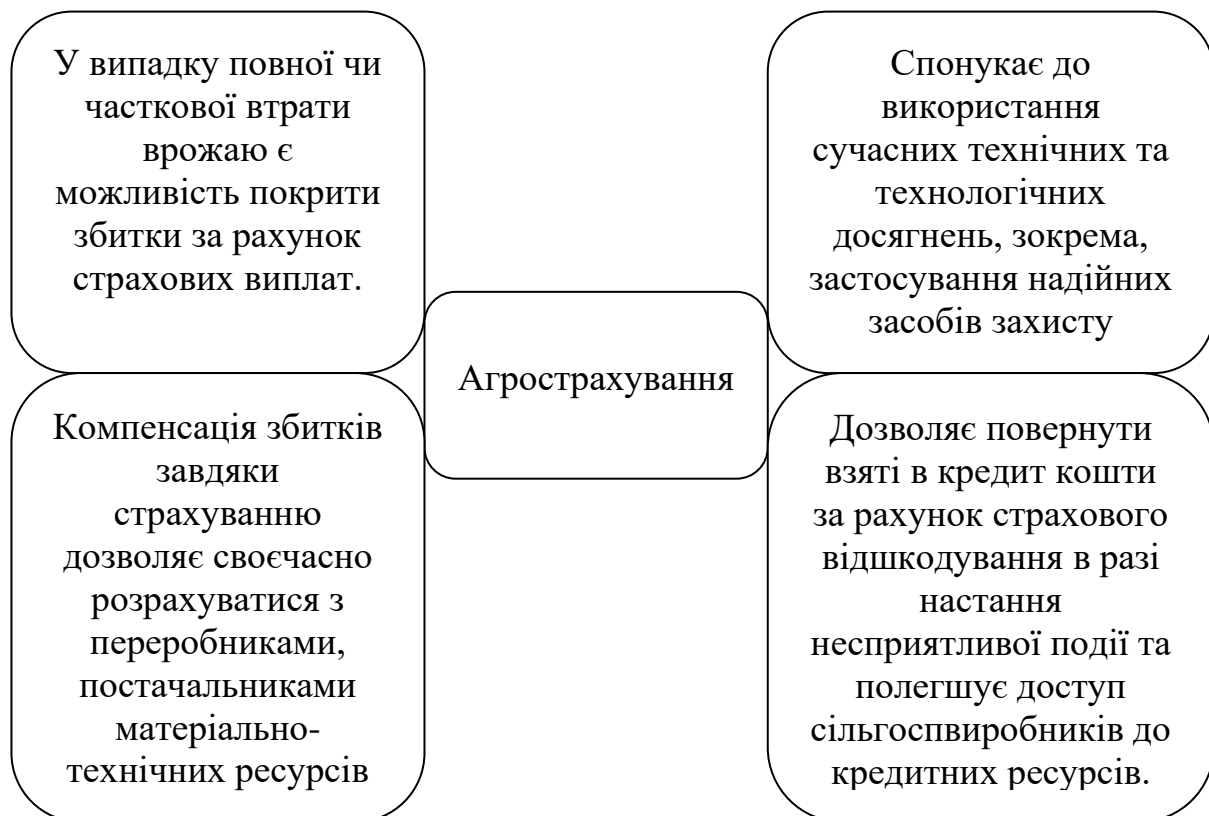 У випадку повної чи
часткової втрати
врожаю є
можливість покрити
збитки за рахунок
страхових виплат.
Спонукає до
використання
сучасних технічних та
технологічних
досягнень, зокрема,
застосування надійних
засобів захисту
Агрострахування
Компенсація збитків
завдяки
страхуванню
дозволяє своєчасно
розрахуватися з
переробниками,
постачальниками
матеріально-
технічних ресурсів
Дозволяє повернути
взяті в кредит кошти
за рахунок страхового
відшкодування в разі
настання
несприятливої події та
полегшує доступ
сільгоспвиробників до
кредитних ресурсів.